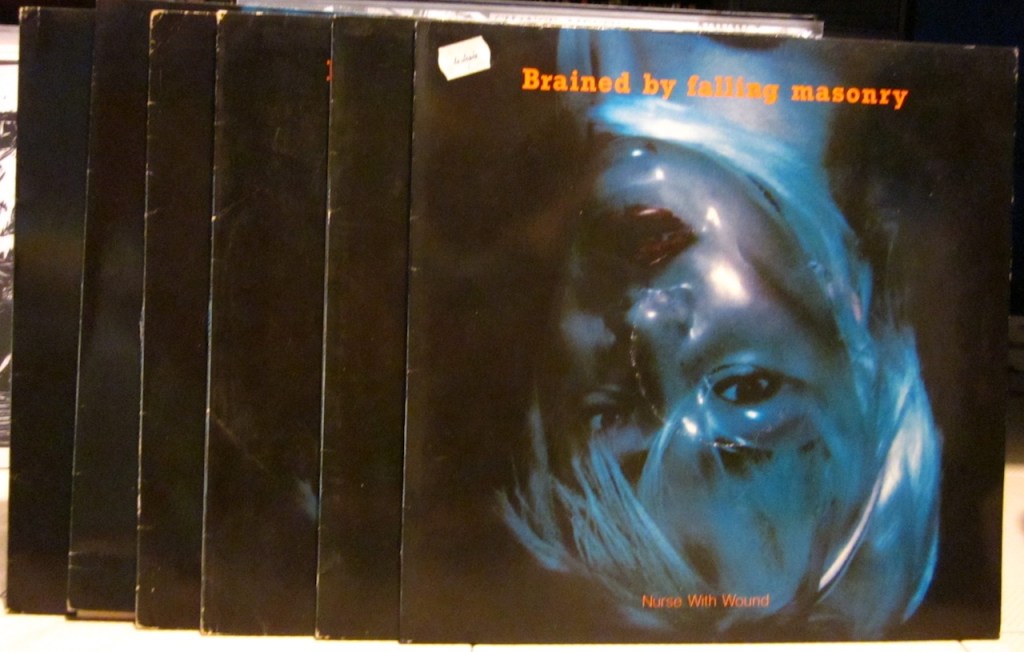 Brained by falling masonry
Nurse With Wound